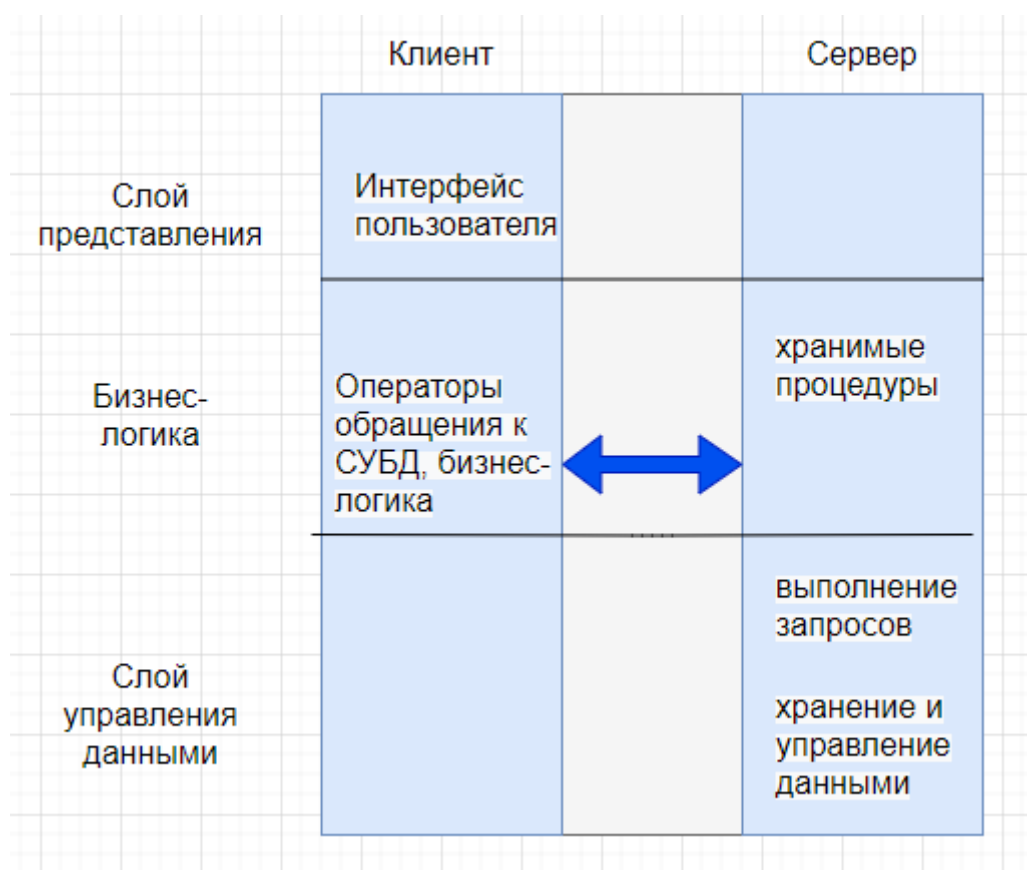 Клиент
Сервер
Слой
представления
Интерфейс
пользователя
Бизнес-
логика
Операторы
обращения к
СУБД, бизнес-
логика
хранимые
процедуры
Слой
управления
данными
выполнение
запросов
хранение и
управление
данными